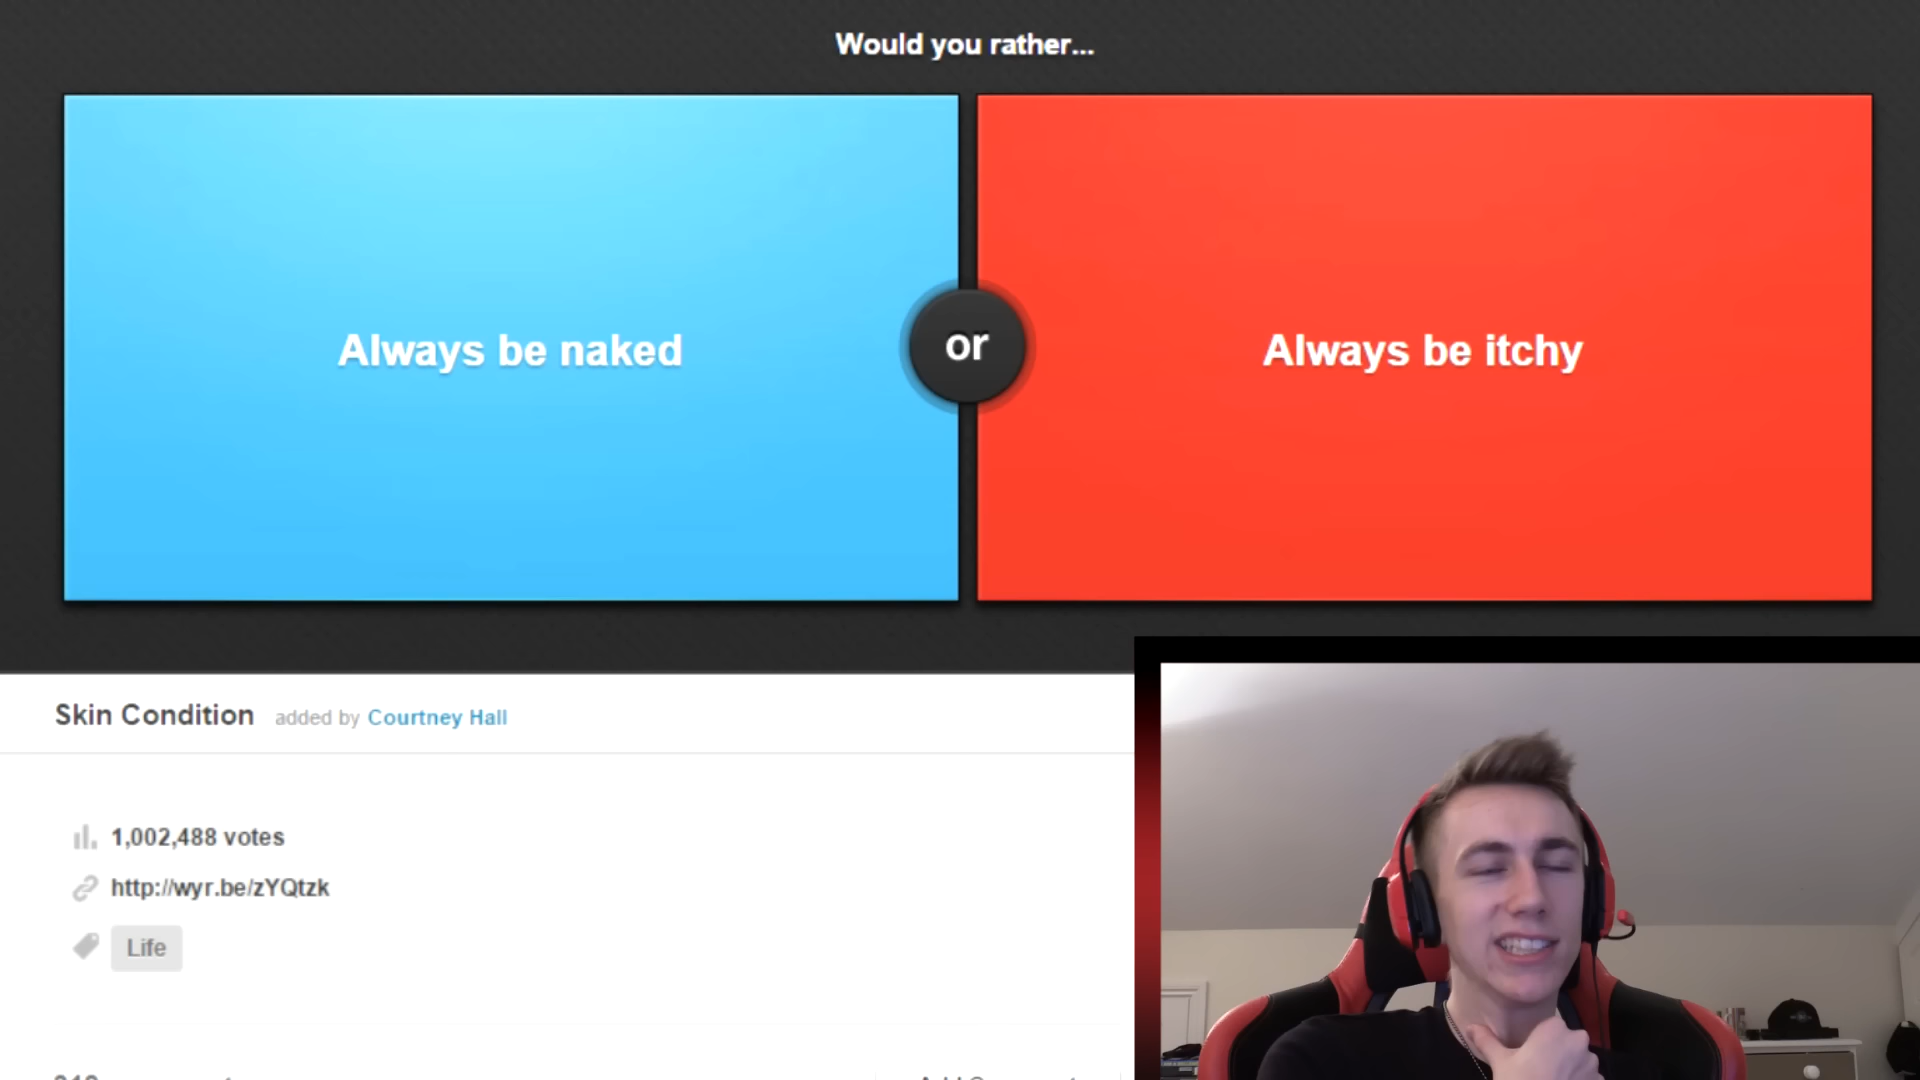 Would you rather...
Always be naked
or
Always be itchy
Skin Condition added by Courtney Hall
1,002,488 votes
http://wyr.be/zYQtzk
Life